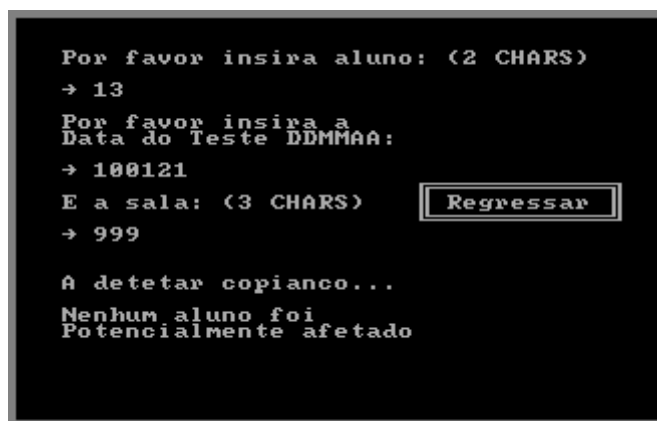 Por favor insira aluno: (2 CHARS)
→ 13
Por favor insira a
Data do Teste DDMMAA:
→ 100121
E a sala: (3 CHARS)
Regressar
→ 999
A detetar copianco...
Nenhum aluno foi
Potencialmente afetado